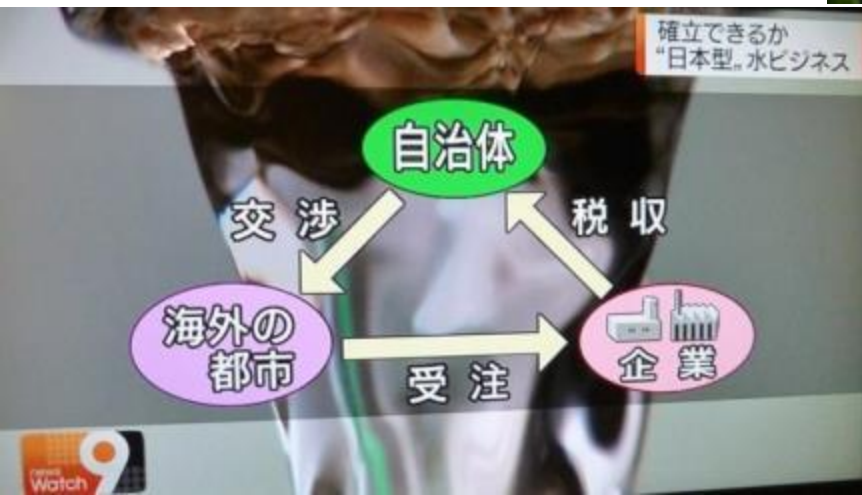 確立できるか
“日本型„水ビジネス
自治体
交渉
税収
海外の
都市
受注
企業
news
Watch 9